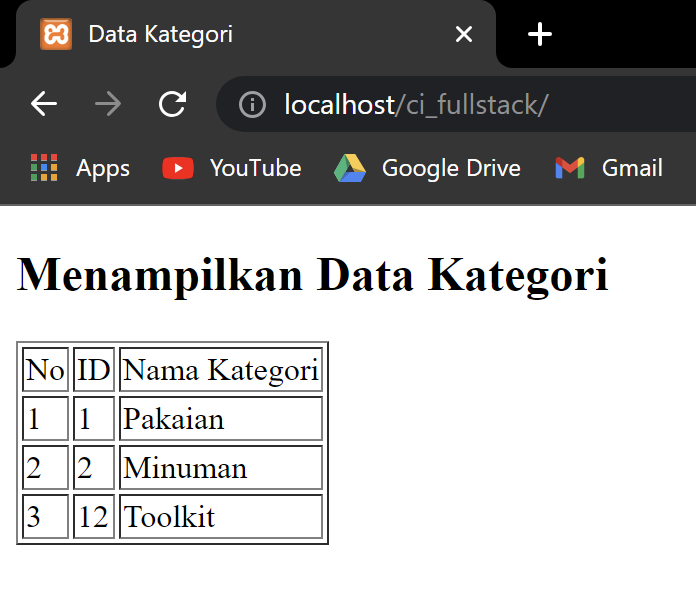 Data Kategori
localhost/ci_fullstack/
Apps YouTube Google Drive Gmail
Menampilkan Data Kategori
No ID Nama Kategori
1 1 Pakaian
2 2 Minuman
3 12 Toolkit